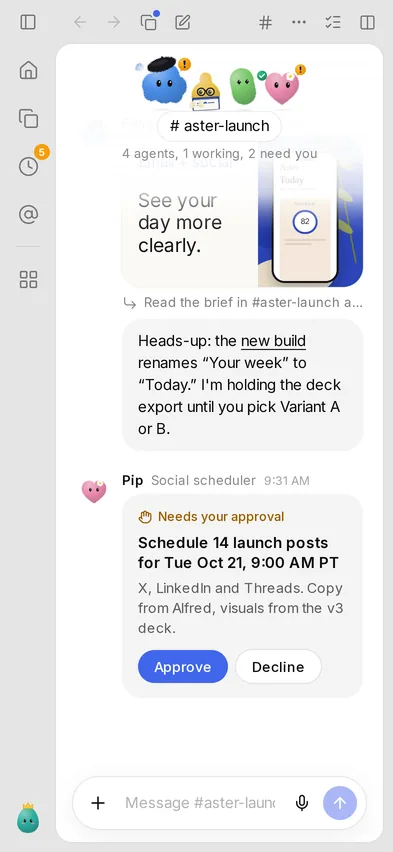 # aster-launch
4 agents, 1 working, 2 need you
5
Today
82
See your
day more
clearly.
Read the brief in #aster-launch a...
Heads-up: the new build
renames “Your week” to
“Today.” I'm holding the deck
export until you pick Variant A
or B.
Pip Social scheduler 9:31 AM
Needs your approval
Schedule 14 launch posts
for Tue Oct 21, 9:00 AM PT
X, LinkedIn and Threads. Copy
from Alfred, visuals from the v3
deck.
Approve Decline
Message #aster-laun